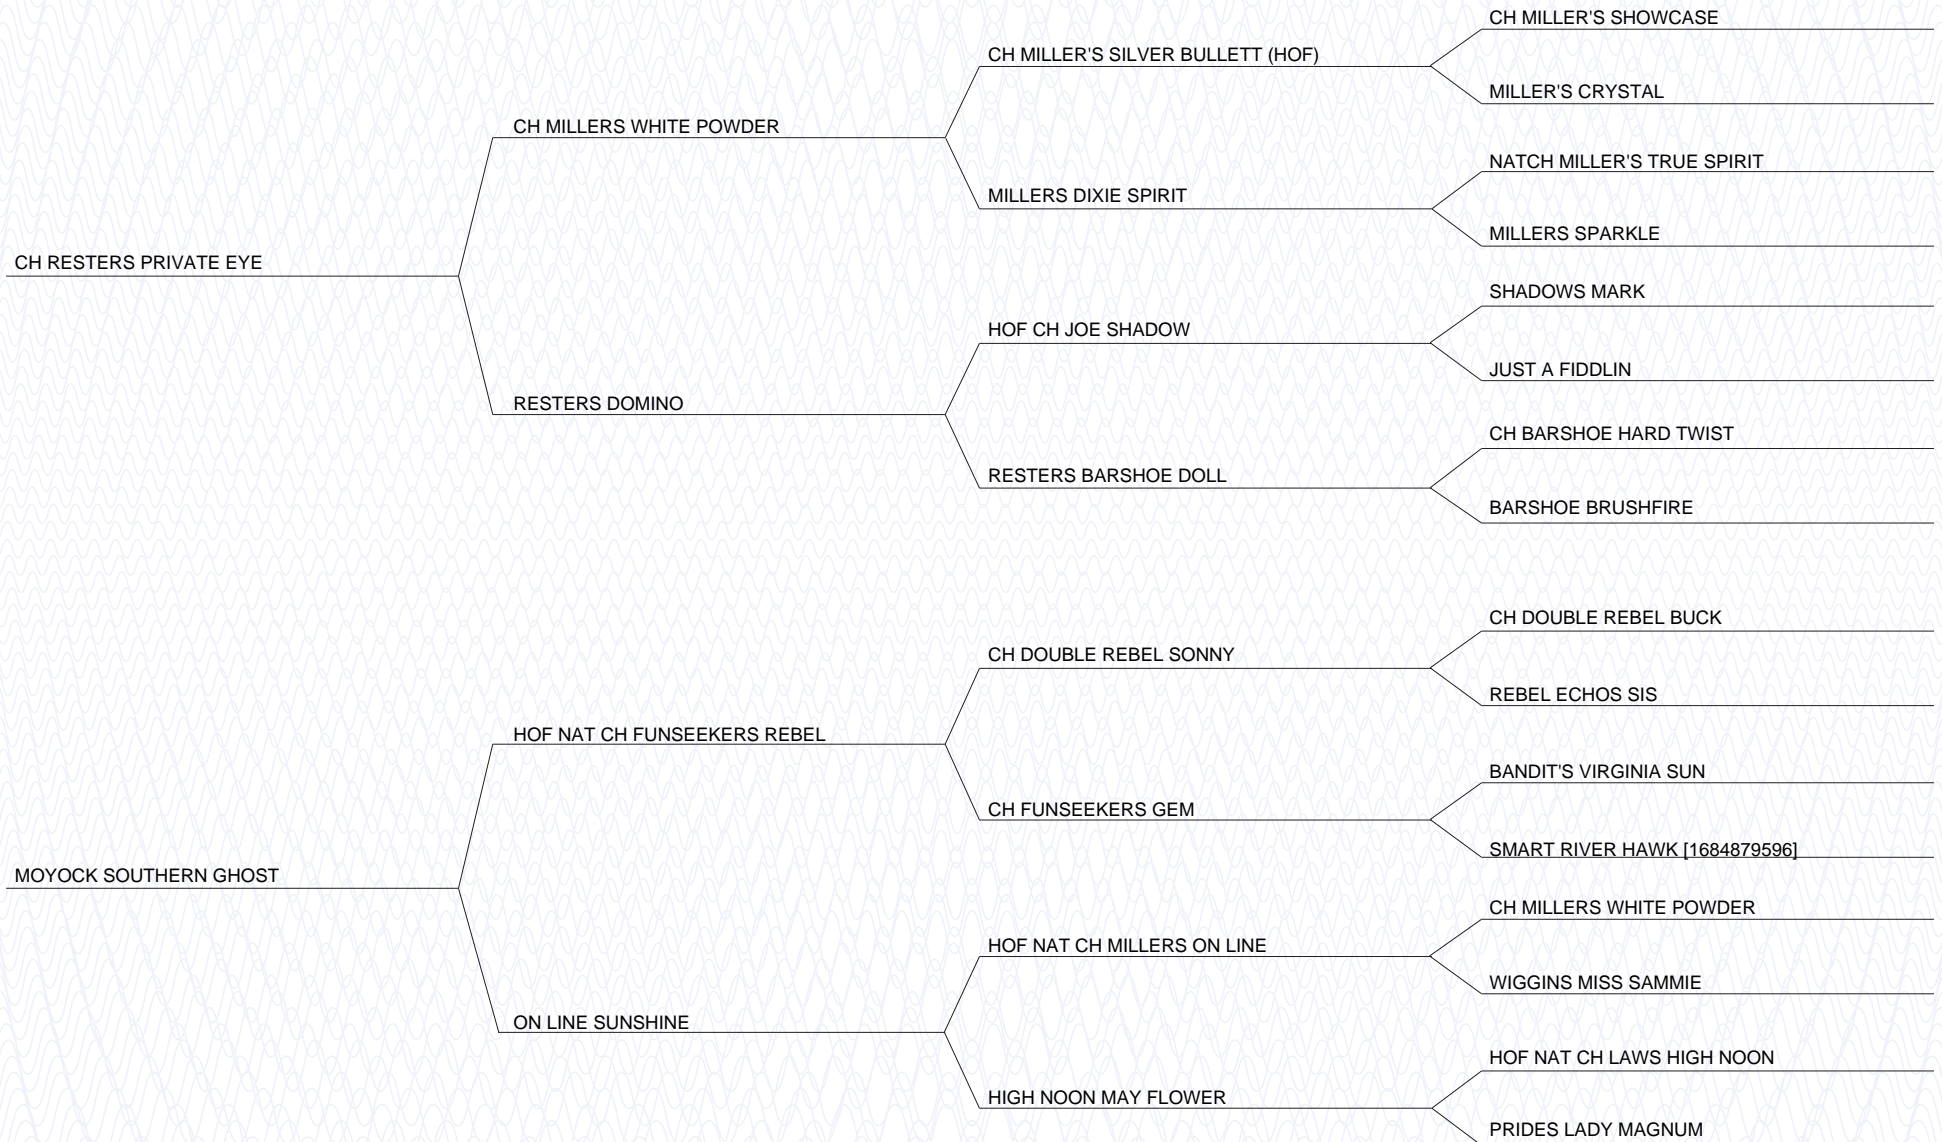 CH MILLER'S SHOWCASE
CH MILLER'S SILVER BULLETT (HOF)
MILLER'S CRYSTAL
CH MILLERS WHITE POWDER
NATCH MILLER'S TRUE SPIRIT
MILLERS DIXIE SPIRIT
MILLERS SPARKLE
CH RESTERS PRIVATE EYE
SHADOWS MARK
HOF CH JOE SHADOW
JUST A FIDDLIN
RESTERS DOMINO
CH BARSHOE HARD TWIST
RESTERS BARSHOE DOLL
BARSHOE BRUSHFIRE
CH DOUBLE REBEL BUCK
CH DOUBLE REBEL SONNY
REBEL ECHOS SIS
HOF NAT CH FUNSEEKERS REBEL
BANDIT'S VIRGINIA SUN
CH FUNSEEKERS GEM
SMART RIVER HAWK [1684879596]
MOYOCK SOUTHERN GHOST
CH MILLERS WHITE POWDER
HOF NAT CH MILLERS ON LINE
WIGGINS MISS SAMMIE
ON LINE SUNSHINE
HOF NAT CH LAWS HIGH NOON
HIGH NOON MAY FLOWER
PRIDES LADY MAGNUM